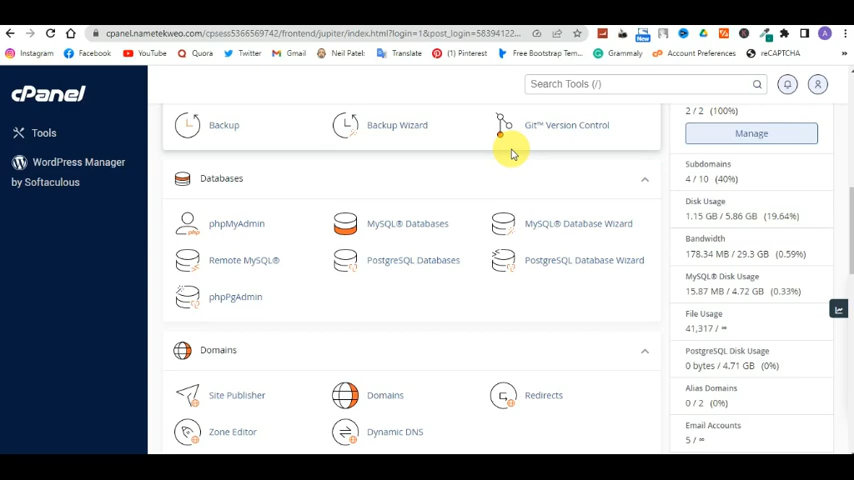 cpanel.nametekweo.com/cpsess5366569742/frontend/jupiter/index.html?login=1&post_login=58394122...
Instagram
Facebook
YouTube
Quora
Twitter
Gmail
Neil Patel:
Translate
(1) Pinterest
Free Bootstrap Tem...
Grammaly
Account Preferences
reCAPTCHA
cPanel
Search Tools (/)
Tools
WordPress Manager
by Softaculous
Backup
Backup Wizard
Git™ Version Control
Databases
phpMyAdmin
MySQL® Databases
MySQL® Database Wizard
Remote MySQL®
PostgreSQL Databases
PostgreSQL Database Wizard
phpPgAdmin
Domains
Site Publisher
Domains
Redirects
Zone Editor
Dynamic DNS
2 / 2 (100%)
Manage
Subdomains
4 / 10 (40%)
Disk Usage
1.15 GB / 5.86 GB (19.64%)
Bandwidth
178.34 MB / 29.3 GB (0.59%)
MySQL® Disk Usage
15.87 MB / 4.72 GB (0.33%)
File Usage
41,317 / ∞
PostgreSQL Disk Usage
0 bytes / 4.71 GB (0%)
Alias Domains
0 / 2 (0%)
Email Accounts
5 / ∞